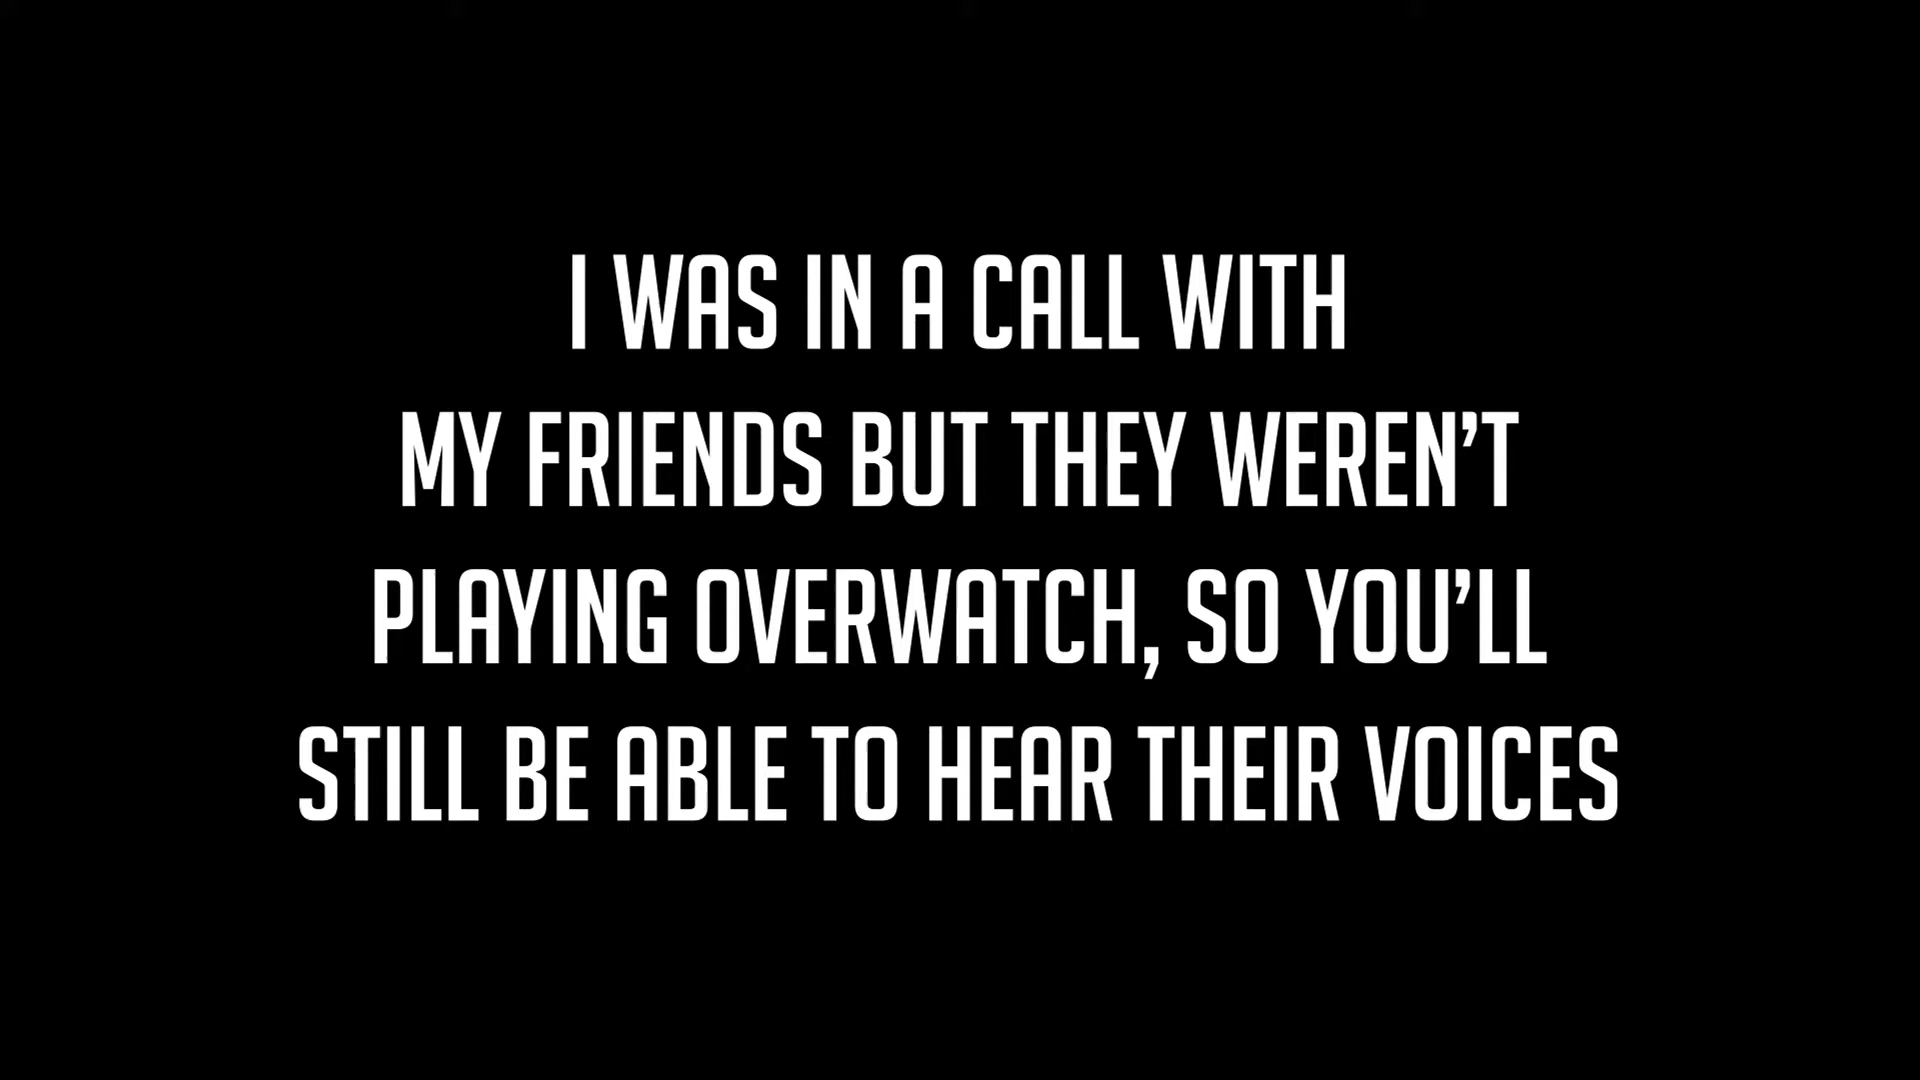 I WAS IN A CALL WITH
MY FRIENDS BUT THEY WEREN’T
PLAYING OVERWATCH, SO YOU’LL
STILL BE ABLE TO HEAR THEIR VOICES